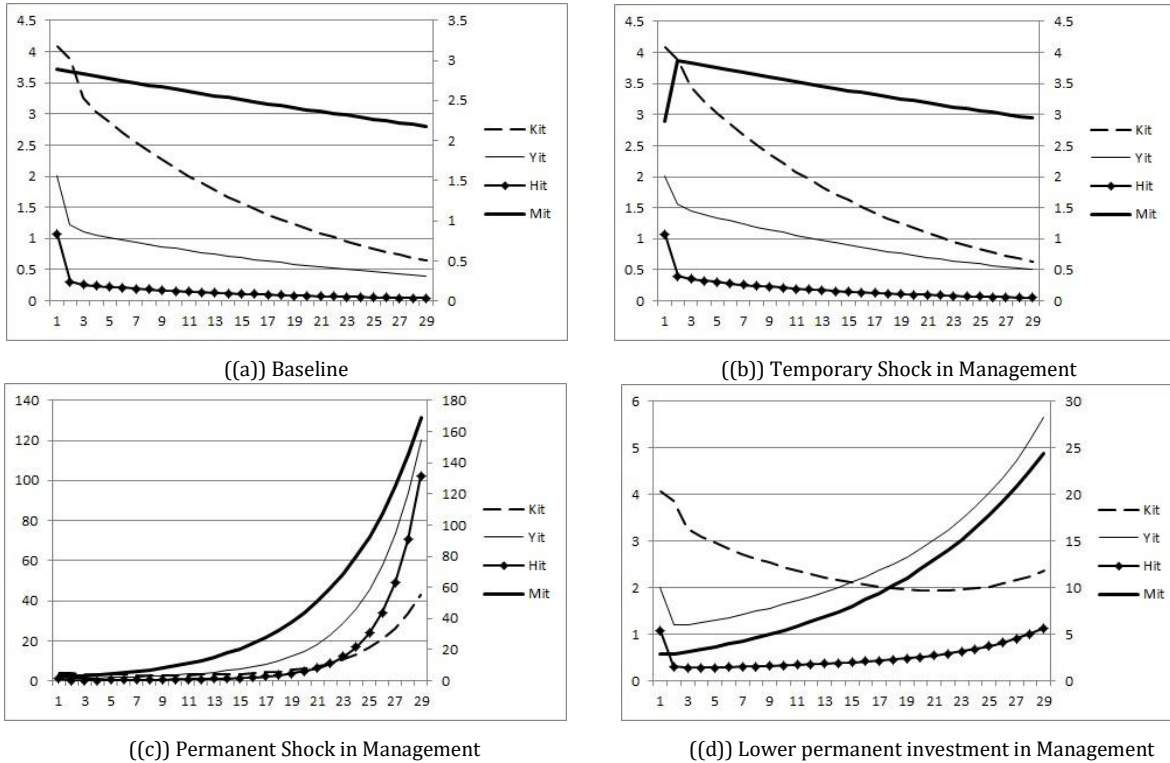 4.5
4
3.5
3
2.5
2
1.5
1
0.5
0
3.5
3
2.5
2
1.5
1
0.5
0
1 3 5 7 9 11 13 15 17 19 21 23 25 27 29
Kit
Yit
Hit
Mit
((a)) Baseline
4.5
4
3.5
3
2.5
2
1.5
1
0.5
0
4.5
4
3.5
3
2.5
2
1.5
1
0.5
0
1 3 5 7 9 11 13 15 17 19 21 23 25 27 29
Kit
Yit
Hit
Mit
((b)) Temporary Shock in Management
140
120
100
80
60
40
20
0
180
160
140
120
100
80
60
40
20
0
1 3 5 7 9 11 13 15 17 19 21 23 25 27 29
Kit
Yit
Hit
Mit
((c)) Permanent Shock in Management
6
5
4
3
2
1
0
30
25
20
15
10
5
0
1 3 5 7 9 11 13 15 17 19 21 23 25 27 29
Kit
Yit
Hit
Mit
((d)) Lower permanent investment in Management